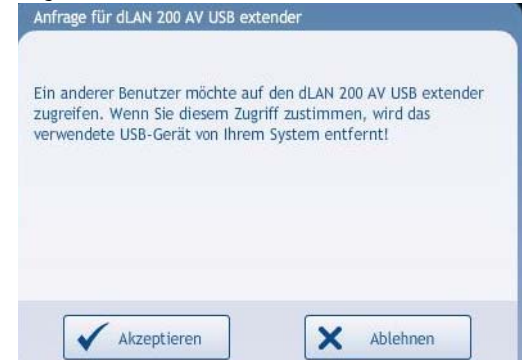 Anfrage für dLAN 200 AV USB extender
Ein anderer Benutzer möchte auf den dLAN 200 AV USB extender
zugreifen. Wenn Sie diesem Zugriff zustimmen, wird das
verwendete USB-Gerät von Ihrem System entfernt!
Akzeptieren
Ablehnen